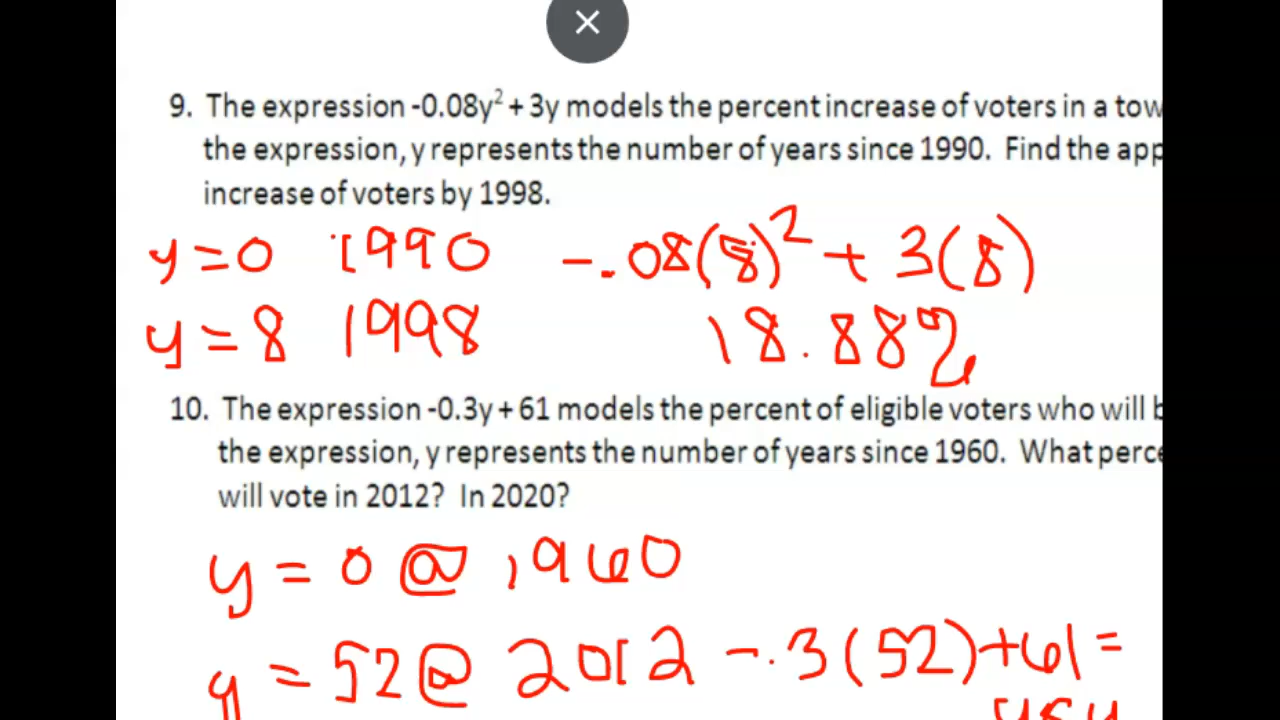 9. The expression -0.08y² + 3y models the percent increase of voters in a tow
the expression, y represents the number of years since 1990. Find the app
increase of voters by 1998.
y = 0 1990 -.08(8)² + 3(8)
y = 8 1998 18.88%
10. The expression -0.3y + 61 models the percent of eligible voters who will b
the expression, y represents the number of years since 1960. What perce
will vote in 2012? In 2020?
y = 0 @ 1960
y = 52 @ 2012 -.3(52)+61=